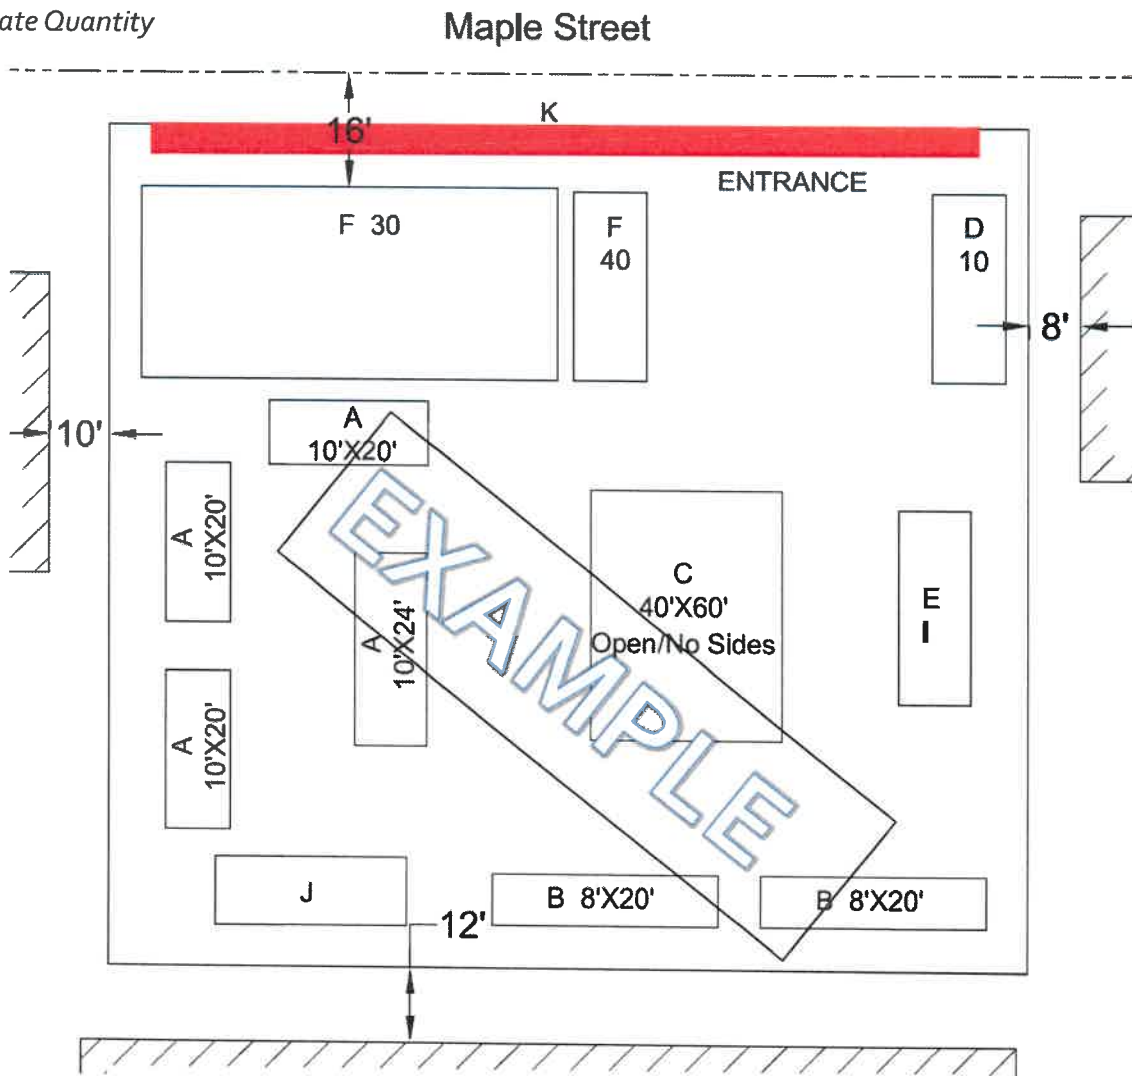 ate Quantity
Maple Street
K
16'
ENTRANCE
F 30
F
40
D
10
8'
10'
A
10'X20'
A
10'X20'
A
10'X24'
C
40'X60'
Open/No Sides
E
I
A
10'X20'
EXAMPLE
J
B 8'X20'
B 8'X20'
12'